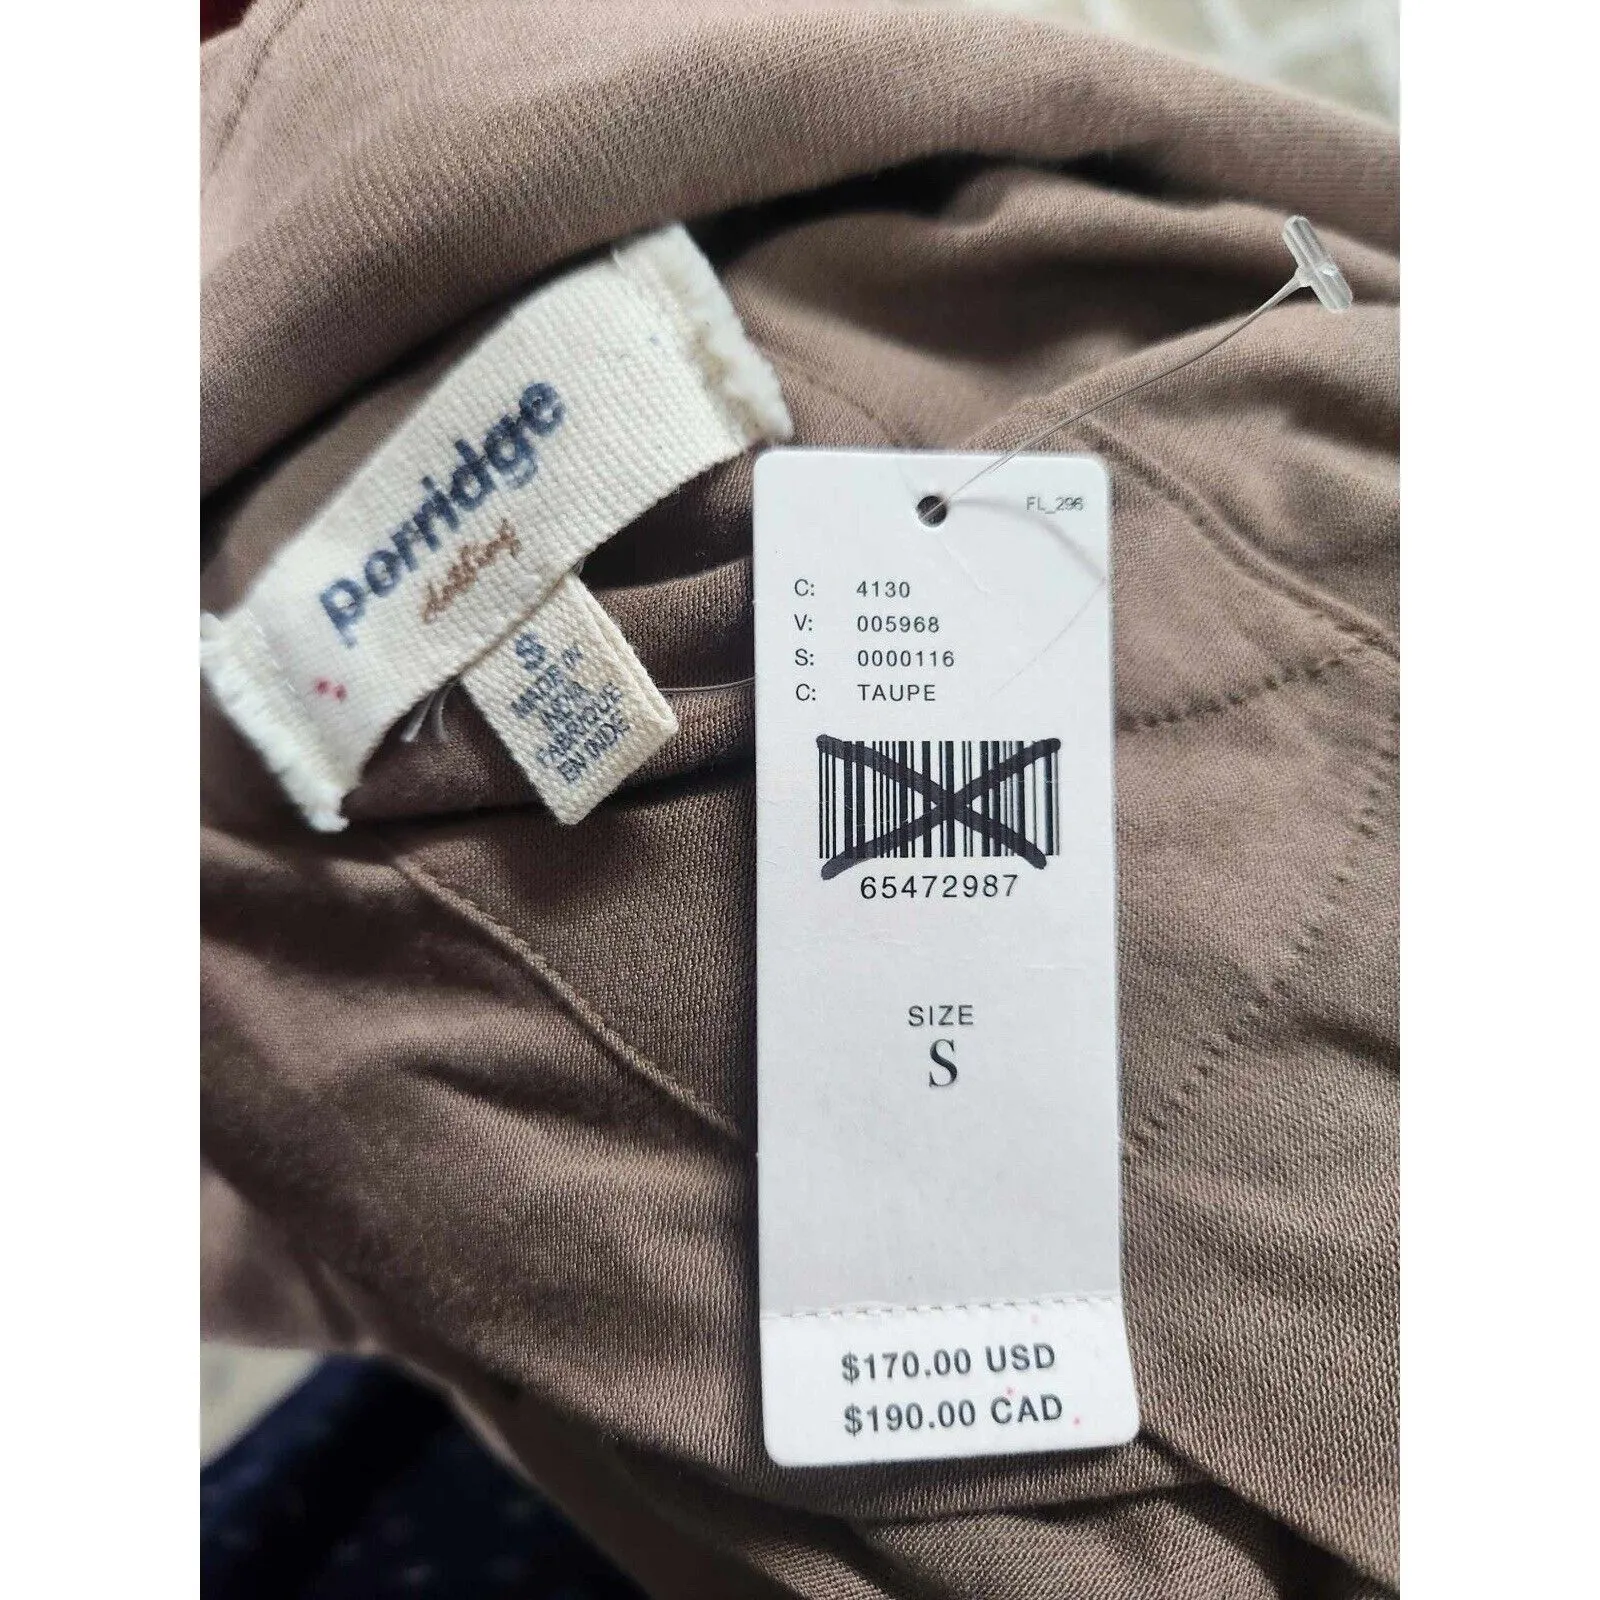 porridge
clothing
S
MADE IN
INDIA
FABRIQUE
EN INDE
FL_296
C: 4130
V: 005968
S: 0000116
C: TAUPE
65472987
SIZE
S
$170.00 USD
$190.00 CAD